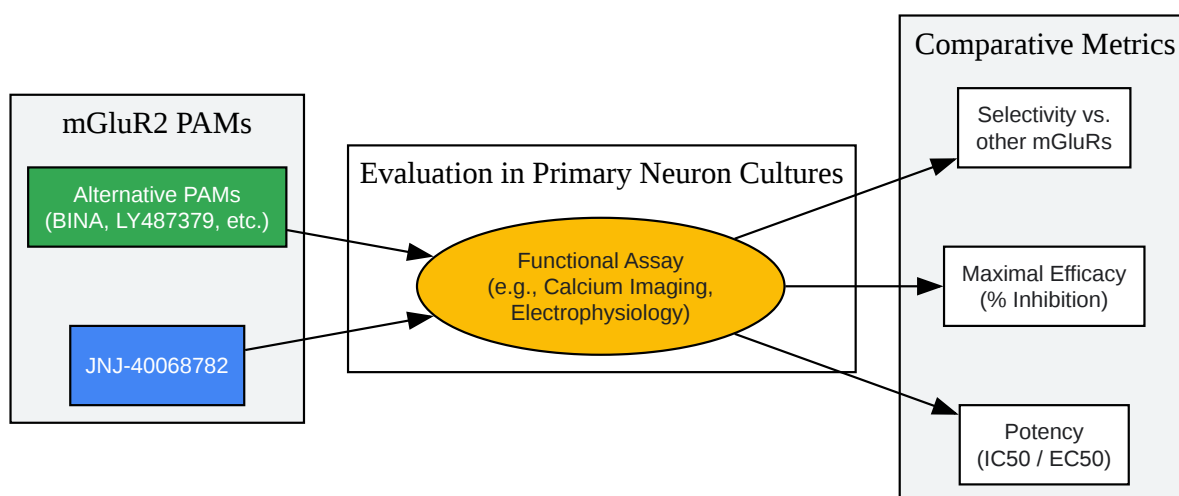 mGluR2 PAMs
Alternative PAMs
(BINA, LY487379, etc.)
JNJ-40068782
Evaluation in Primary Neuron Cultures
Functional Assay
(e.g., Calcium Imaging,
Electrophysiology)
Comparative Metrics
Selectivity vs.
other mGluRs
Maximal Efficacy
(% Inhibition)
Potency
(IC50 / EC50)